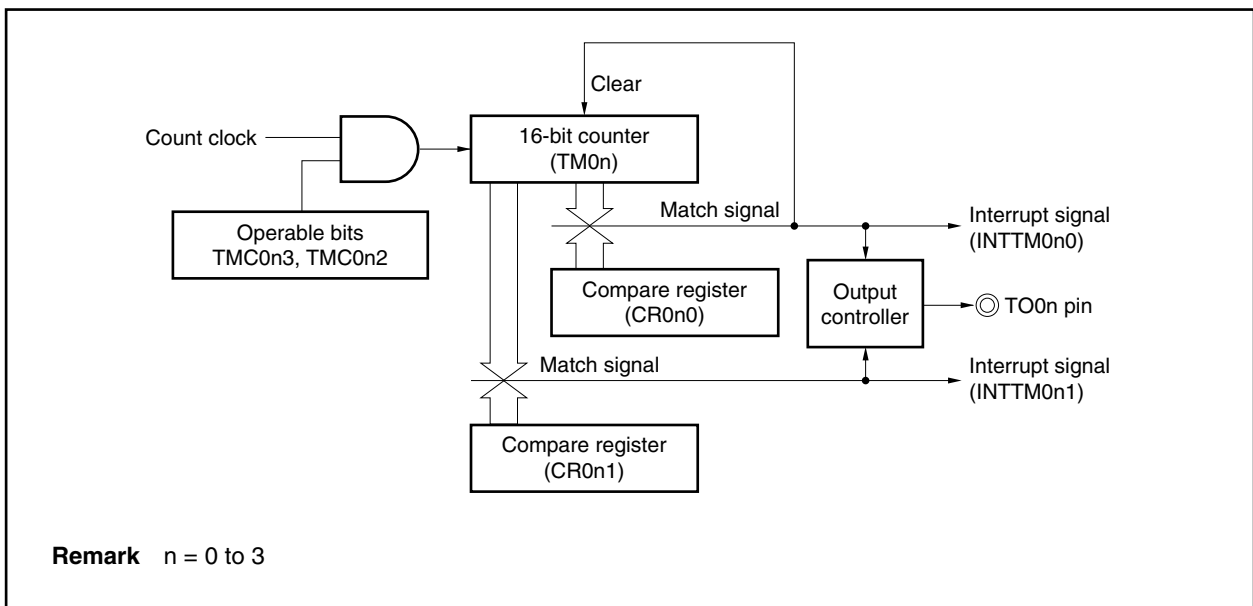 Clear
Count clock
16-bit counter
(TM0n)
Operable bits
TMC0n3, TMC0n2
Match signal
Interrupt signal
(INTTM0n0)
Compare register
(CR0n0)
Output
controller
TO0n pin
Match signal
Interrupt signal
(INTTM0n1)
Compare register
(CR0n1)
Remark n = 0 to 3